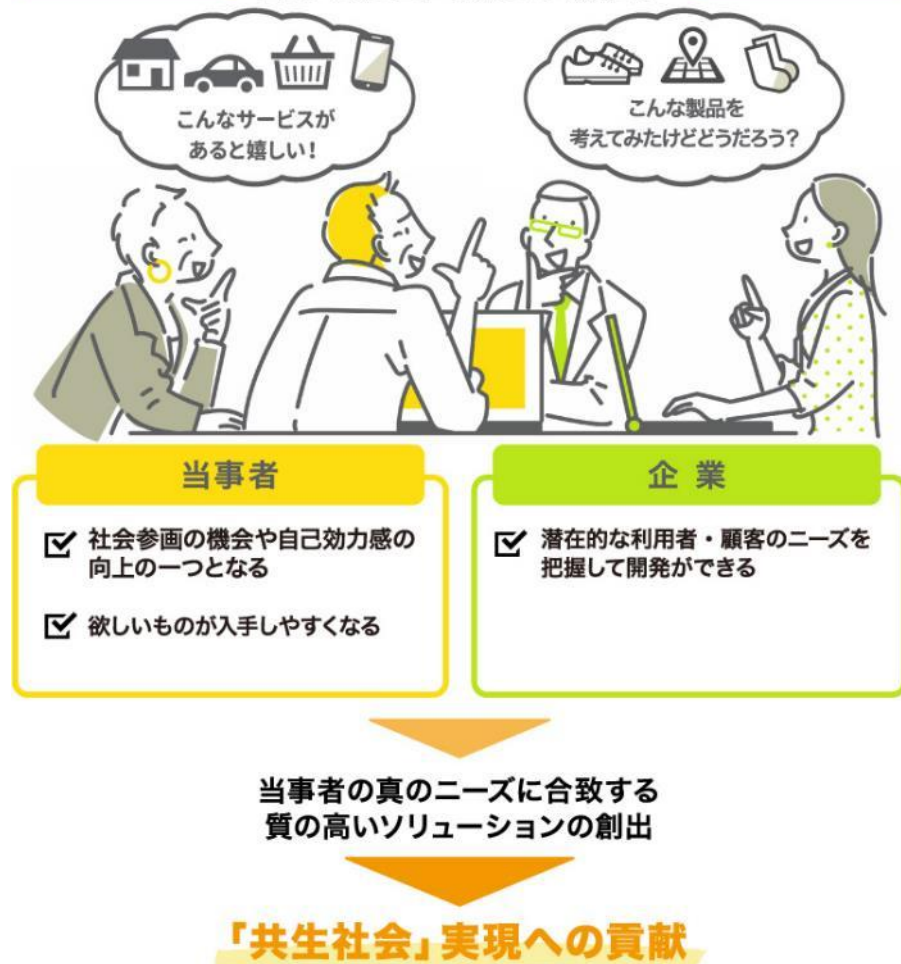 こんなサービスが
あると嬉しい！
こんな製品を
考えてみたけどどうだろう？
当事者
社会参画の機会や自己効力感の
向上の一つとなる
欲しいものが入手しやすくなる
企業
潜在的な利用者・顧客のニーズを
把握して開発ができる
当事者の真のニーズに合致する
質の高いソリューションの創出
「共生社会」実現への貢献